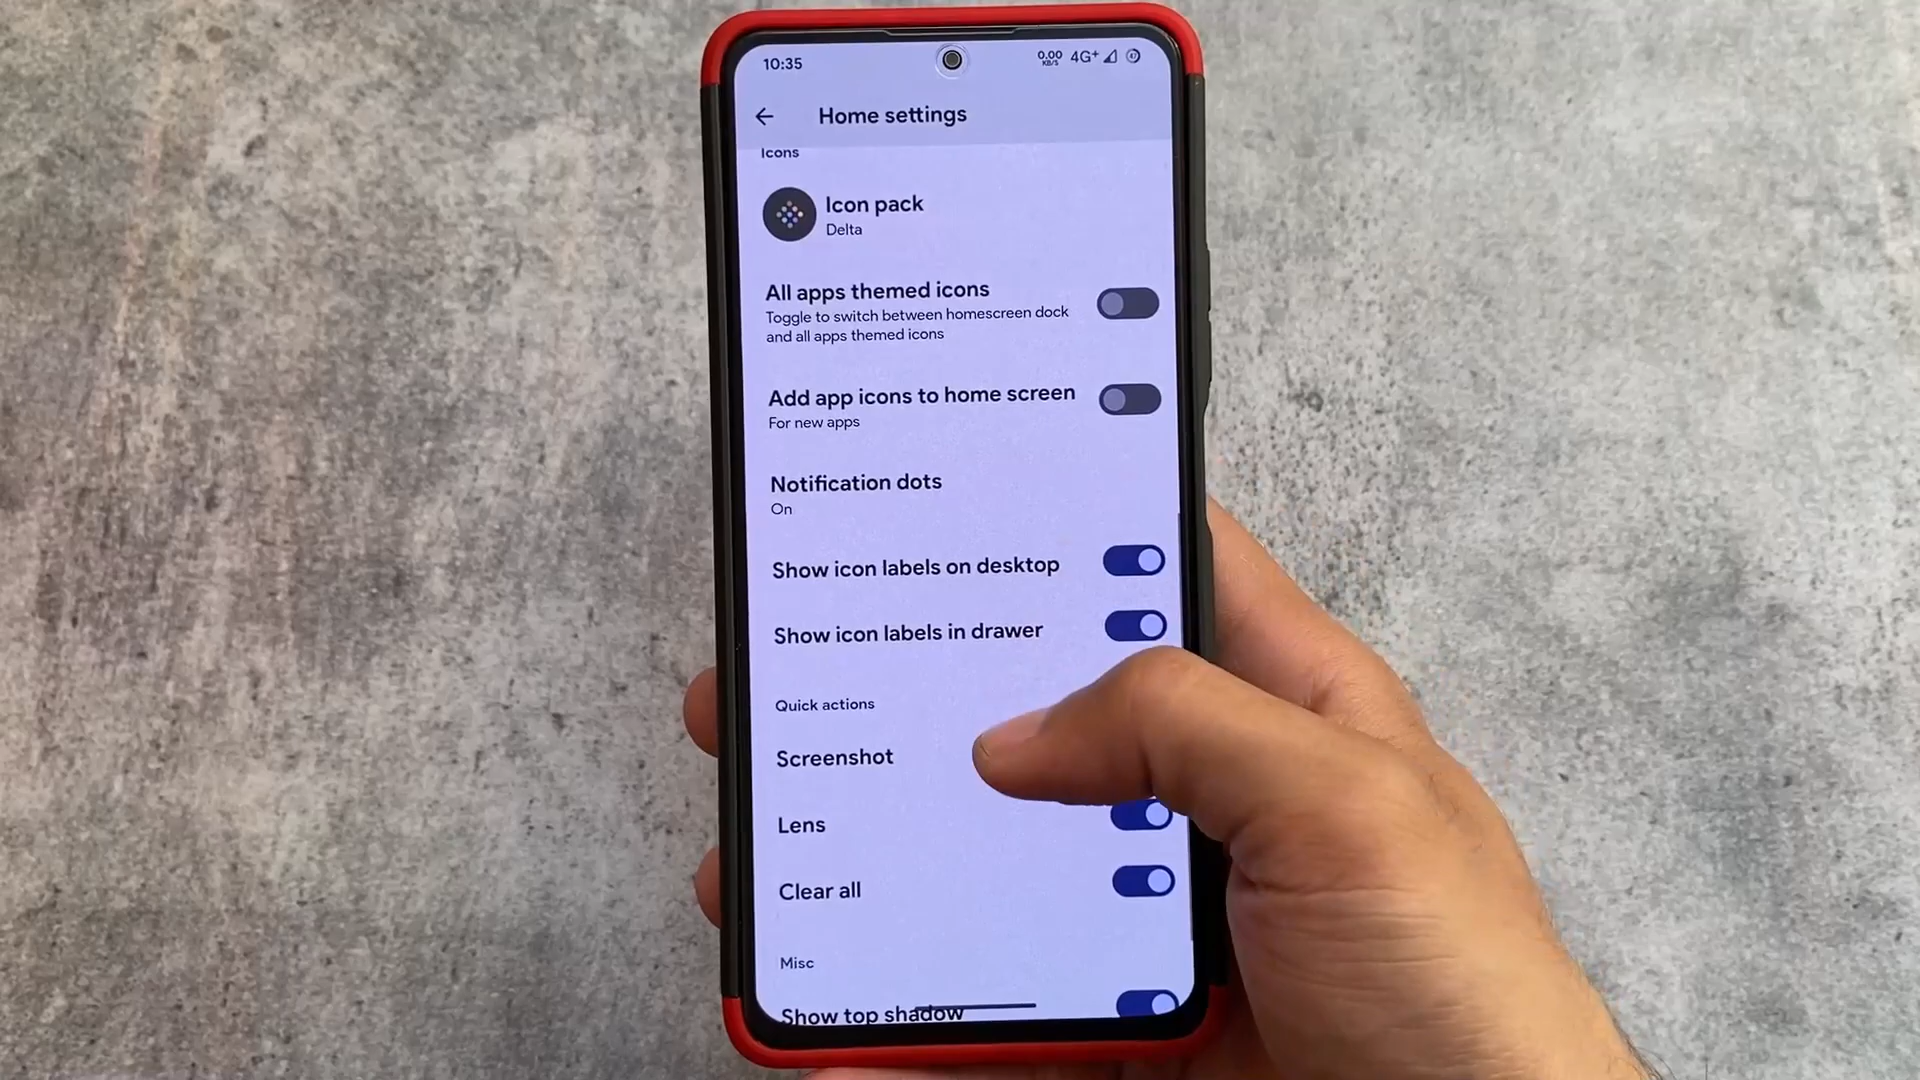 10:35
0.00
KB/S
4G+
Home settings
Icons
Icon pack
Delta
All apps themed icons
Toggle to switch between homescreen dock
and all apps themed icons
Add app icons to home screen
For new apps
Notification dots
On
Show icon labels on desktop
Show icon labels in drawer
Quick actions
Screenshot
Lens
Clear all
Misc
Show top shadow